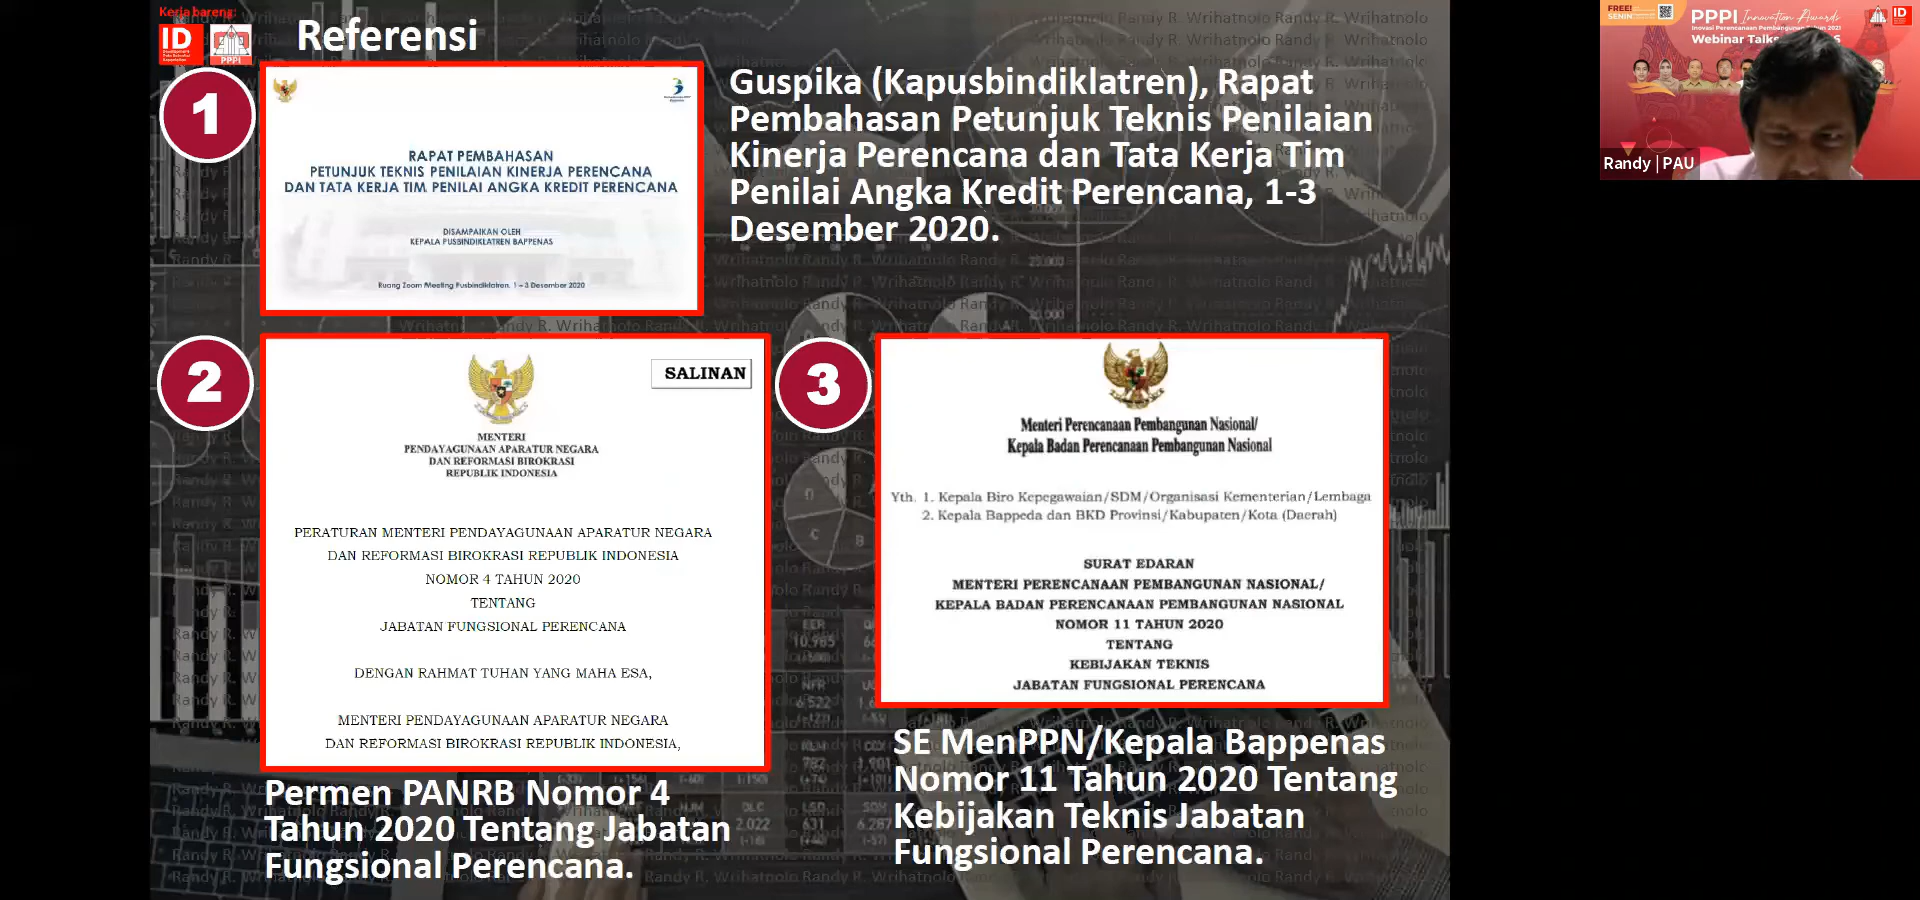 Kerja bareng:
ID
PPPI
Referensi
1
RAPAT PEMBAHASAN
PETUNJUK TEKNIS PENILAIAN KINERJA PERENCANA
DAN TATA KERJA TIM PENILAI ANGKA KREDIT PERENCANA
DISAMPAIKAN OLEH
KEPALA PUSBINDIKLATREN BAPPENAS
Ruang Zoom Meeting Pusbindiklatren, 1 - 3 Desember 2020
Guspika (Kapusbindiklatren), Rapat
Pembahasan Petunjuk Teknis Penilaian
Kinerja Perencana dan Tata Kerja Tim
Penilai Angka Kredit Perencana, 1-3
Desember 2020.
2
SALINAN
MENTERI
PENDAYAGUNAAN APARATUR NEGARA
DAN REFORMASI BIROKRASI
REPUBLIK INDONESIA
PERATURAN MENTERI PENDAYAGUNAAN APARATUR NEGARA
DAN REFORMASI BIROKRASI REPUBLIK INDONESIA
NOMOR 4 TAHUN 2020
TENTANG
JABATAN FUNGSIONAL PERENCANA
DENGAN RAHMAT TUHAN YANG MAHA ESA,
MENTERI PENDAYAGUNAAN APARATUR NEGARA
DAN REFORMASI BIROKRASI REPUBLIK INDONESIA,
Permen PANRB Nomor 4
Tahun 2020 Tentang Jabatan
Fungsional Perencana.
3
Menteri Perencanaan Pembangunan Nasional/
Kepala Badan Perencanaan Pembangunan Nasional
Yth. 1. Kepala Biro Kepegawaian/SDM/Organisasi Kementerian/Lembaga
2. Kepala Bappeda dan BKD Provinsi/Kabupaten/Kota (Daerah)
SURAT EDARAN
MENTERI PERENCANAAN PEMBANGUNAN NASIONAL/
KEPALA BADAN PERENCANAAN PEMBANGUNAN NASIONAL
NOMOR 11 TAHUN 2020
TENTANG
KEBIJAKAN TEKNIS
JABATAN FUNGSIONAL PERENCANA
SE MenPPN/Kepala Bappenas
Nomor 11 Tahun 2020 Tentang
Kebijakan Teknis Jabatan
Fungsional Perencana.
FREE!
SENIN
PPPI Innovation Awards
Webinar
ID
Randy | PAU